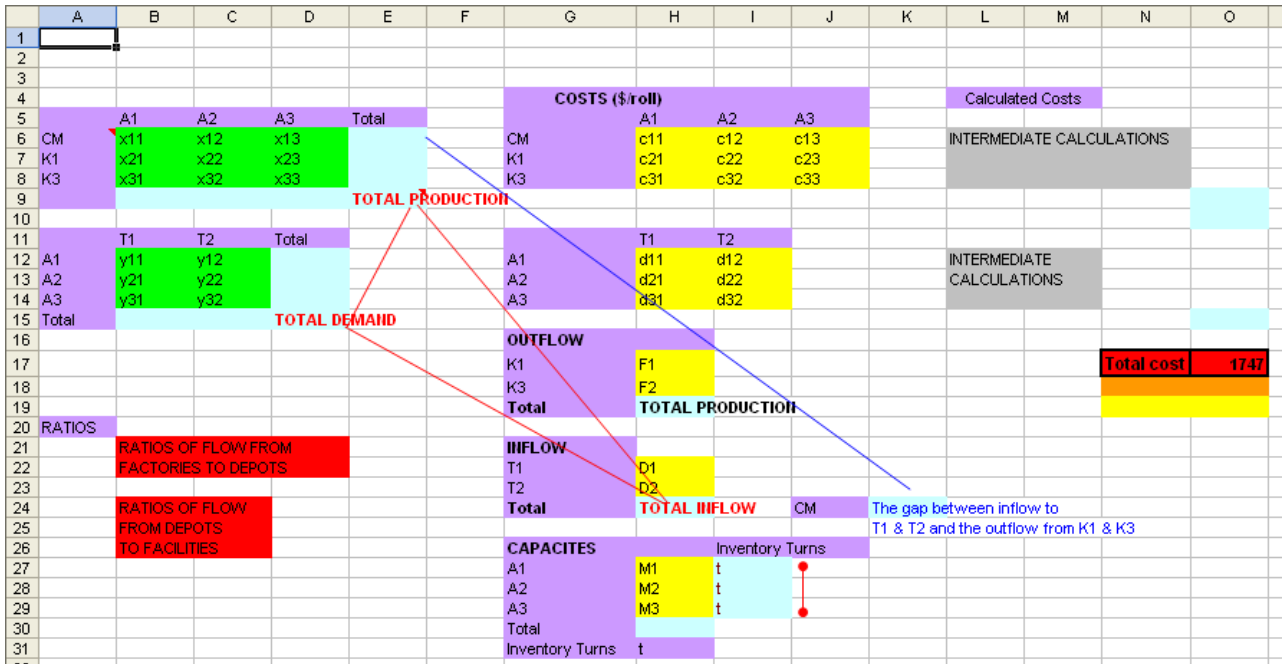 A B C D E F G H I J K L M N O
1
2
3
4 COSTS ($/roll) Calculated Costs
5 A1 A2 A3 Total A1 A2 A3
6 CM x11 x12 x13 CM c11 c12 c13 INTERMEDIATE CALCULATIONS
7 K1 x21 x22 x23 K1 c21 c22 c23
8 K3 x31 x32 x33 K3 c31 c32 c33
9 TOTAL PRODUCTION
10
11 T1 T2 Total T1 T2
12 A1 y11 y12 A1 d11 d12 INTERMEDIATE
13 A2 y21 y22 A2 d21 d22 CALCULATIONS
14 A3 y31 y32 A3 d31 d32
15 Total TOTAL DEMAND
16 OUTFLOW
17 K1 F1 Total cost 1747
18 K3 F2
19 Total TOTAL PRODUCTION
20 RATIOS
21 RATIOS OF FLOW FROM INFLOW
22 FACTORIES TO DEPOTS T1 D1
23 T2 D2
24 RATIOS OF FLOW Total TOTAL INFLOW CM The gap between inflow to
25 FROM DEPOTS T1 & T2 and the outflow from K1 & K3
26 TO FACILITIES CAPACITES Inventory Turns
27 A1 M1 t
28 A2 M2 t
29 A3 M3 t
30 Total
31 Inventory Turns t